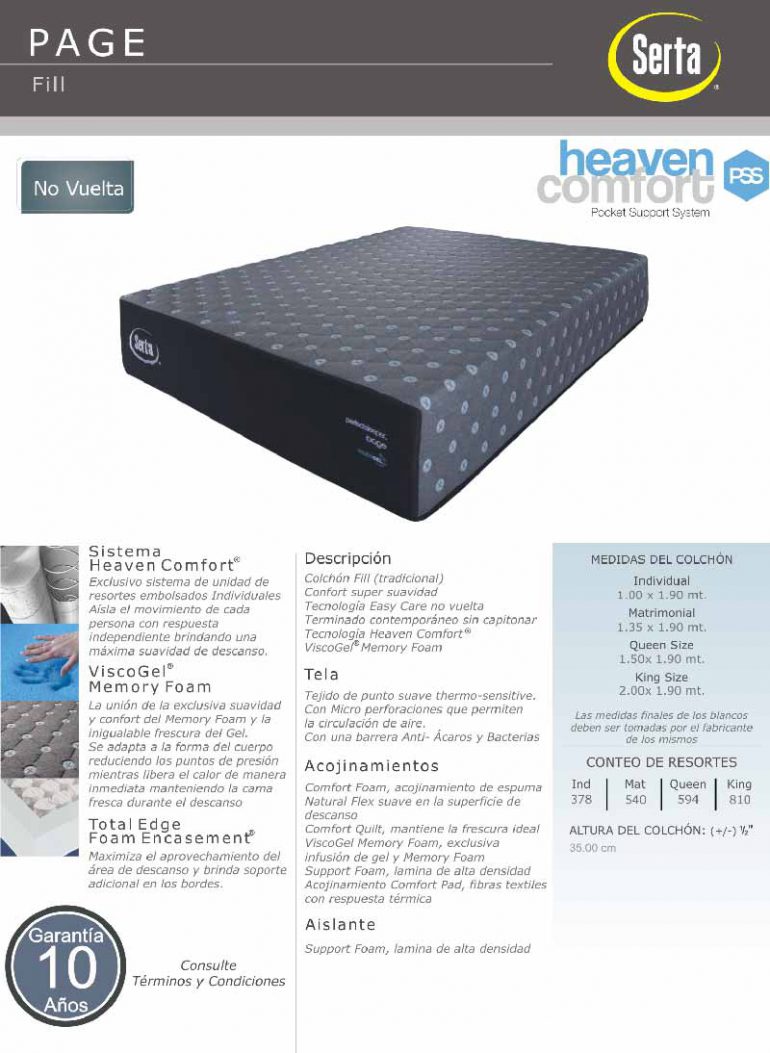 PAGE
Fill
Serta
®
No Vuelta
heaven
comfort
PSS
Pocket Support System
Serta
Sistema
Heaven Comfort®
Exclusivo sistema de unidad de
resortes embolsados Individuales
Aísla el movimiento de cada
persona con respuesta
independiente brindando una
máxima suavidad de descanso.
ViscoGel®
Memory Foam
La unión de la exclusiva suavidad
y confort del Memory Foam y la
inigualable frescura del Gel.
Se adapta a la forma del cuerpo
reduciendo los puntos de presión
mientras libera el calor de manera
inmediata manteniendo la cama
fresca durante el descanso
Total Edge
Foam Encasement®
Maximiza el aprovechamiento del
área de descanso y brinda soporte
adicional en los bordes.
Garantía
10
Años
Consulte
Términos y Condiciones
Descripción
Colchón Fill (tradicional)
Confort super suavidad
Tecnología Easy Care no vuelta
Terminado contemporáneo sin capitonar
Tecnología Heaven Comfort®
ViscoGel® Memory Foam
Tela
Tejido de punto suave thermo-sensitive.
Con Micro perforaciones que permiten
la circulación de aire.
Con una barrera Anti- Ácaros y Bacterias
Acojinamientos
Comfort Foam, acojinamiento de espuma
Natural Flex suave en la superficie de
descanso
Comfort Quilt, mantiene la frescura ideal
ViscoGel Memory Foam, exclusiva
infusión de gel y Memory Foam
Support Foam, lamina de alta densidad
Acojinamiento Comfort Pad, fibras textiles
con respuesta térmica
Aislante
Support Foam, lamina de alta densidad
MEDIDAS DEL COLCHÓN
Individual
1.00 x 1.90 mt.
Matrimonial
1.35 x 1.90 mt.
Queen Size
1.50x 1.90 mt.
King Size
2.00x 1.90 mt.
Las medidas finales de los blancos
deben ser tomadas por el fabricante
de los mismos
CONTEO DE RESORTES
Ind Mat Queen King
378 540 594 810
ALTURA DEL COLCHÓN: (+/-) ½"
35.00 cm